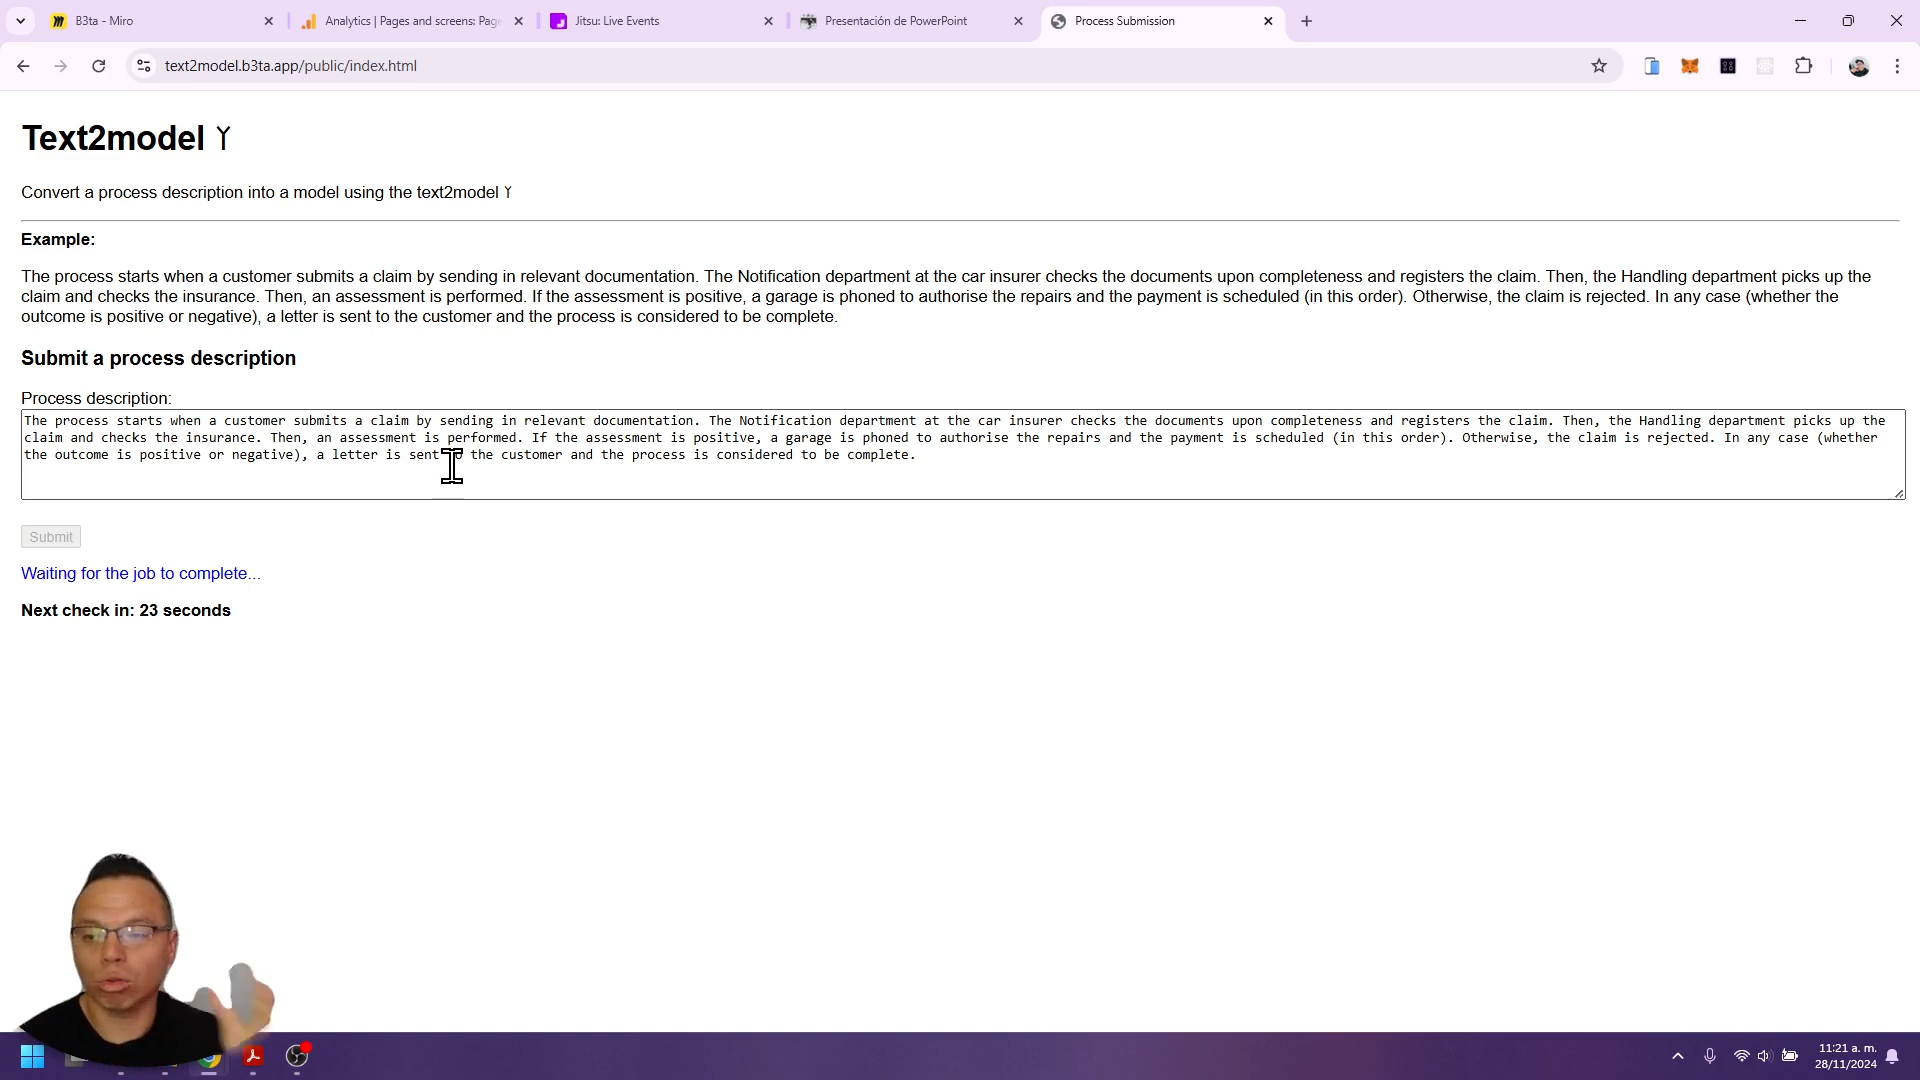 B3ta - Miro
Analytics | Pages and screens: Page
Jitsu: Live Events
Presentación de PowerPoint
Process Submission
text2model.b3ta.app/public/index.html
Text2model
Convert a process description into a model using the text2model
Example:
The process starts when a customer submits a claim by sending in relevant documentation. The Notification department at the car insurer checks the documents upon completeness and registers the claim. Then, the Handling department picks up the
claim and checks the insurance. Then, an assessment is performed. If the assessment is positive, a garage is phoned to authorise the repairs and the payment is scheduled (in this order). Otherwise, the claim is rejected. In any case (whether the
outcome is positive or negative), a letter is sent to the customer and the process is considered to be complete.
Submit a process description
Process description:
The process starts when a customer submits a claim by sending in relevant documentation. The Notification department at the car insurer checks the documents upon completeness and registers the claim. Then, the Handling department picks up the
claim and checks the insurance. Then, an assessment is performed. If the assessment is positive, a garage is phoned to authorise the repairs and the payment is scheduled (in this order). Otherwise, the claim is rejected. In any case (whether
the outcome is positive or negative), a letter is sent to the customer and the process is considered to be complete.
Submit
Waiting for the job to complete...
Next check in: 23 seconds
11:21 a. m.
28/11/2024